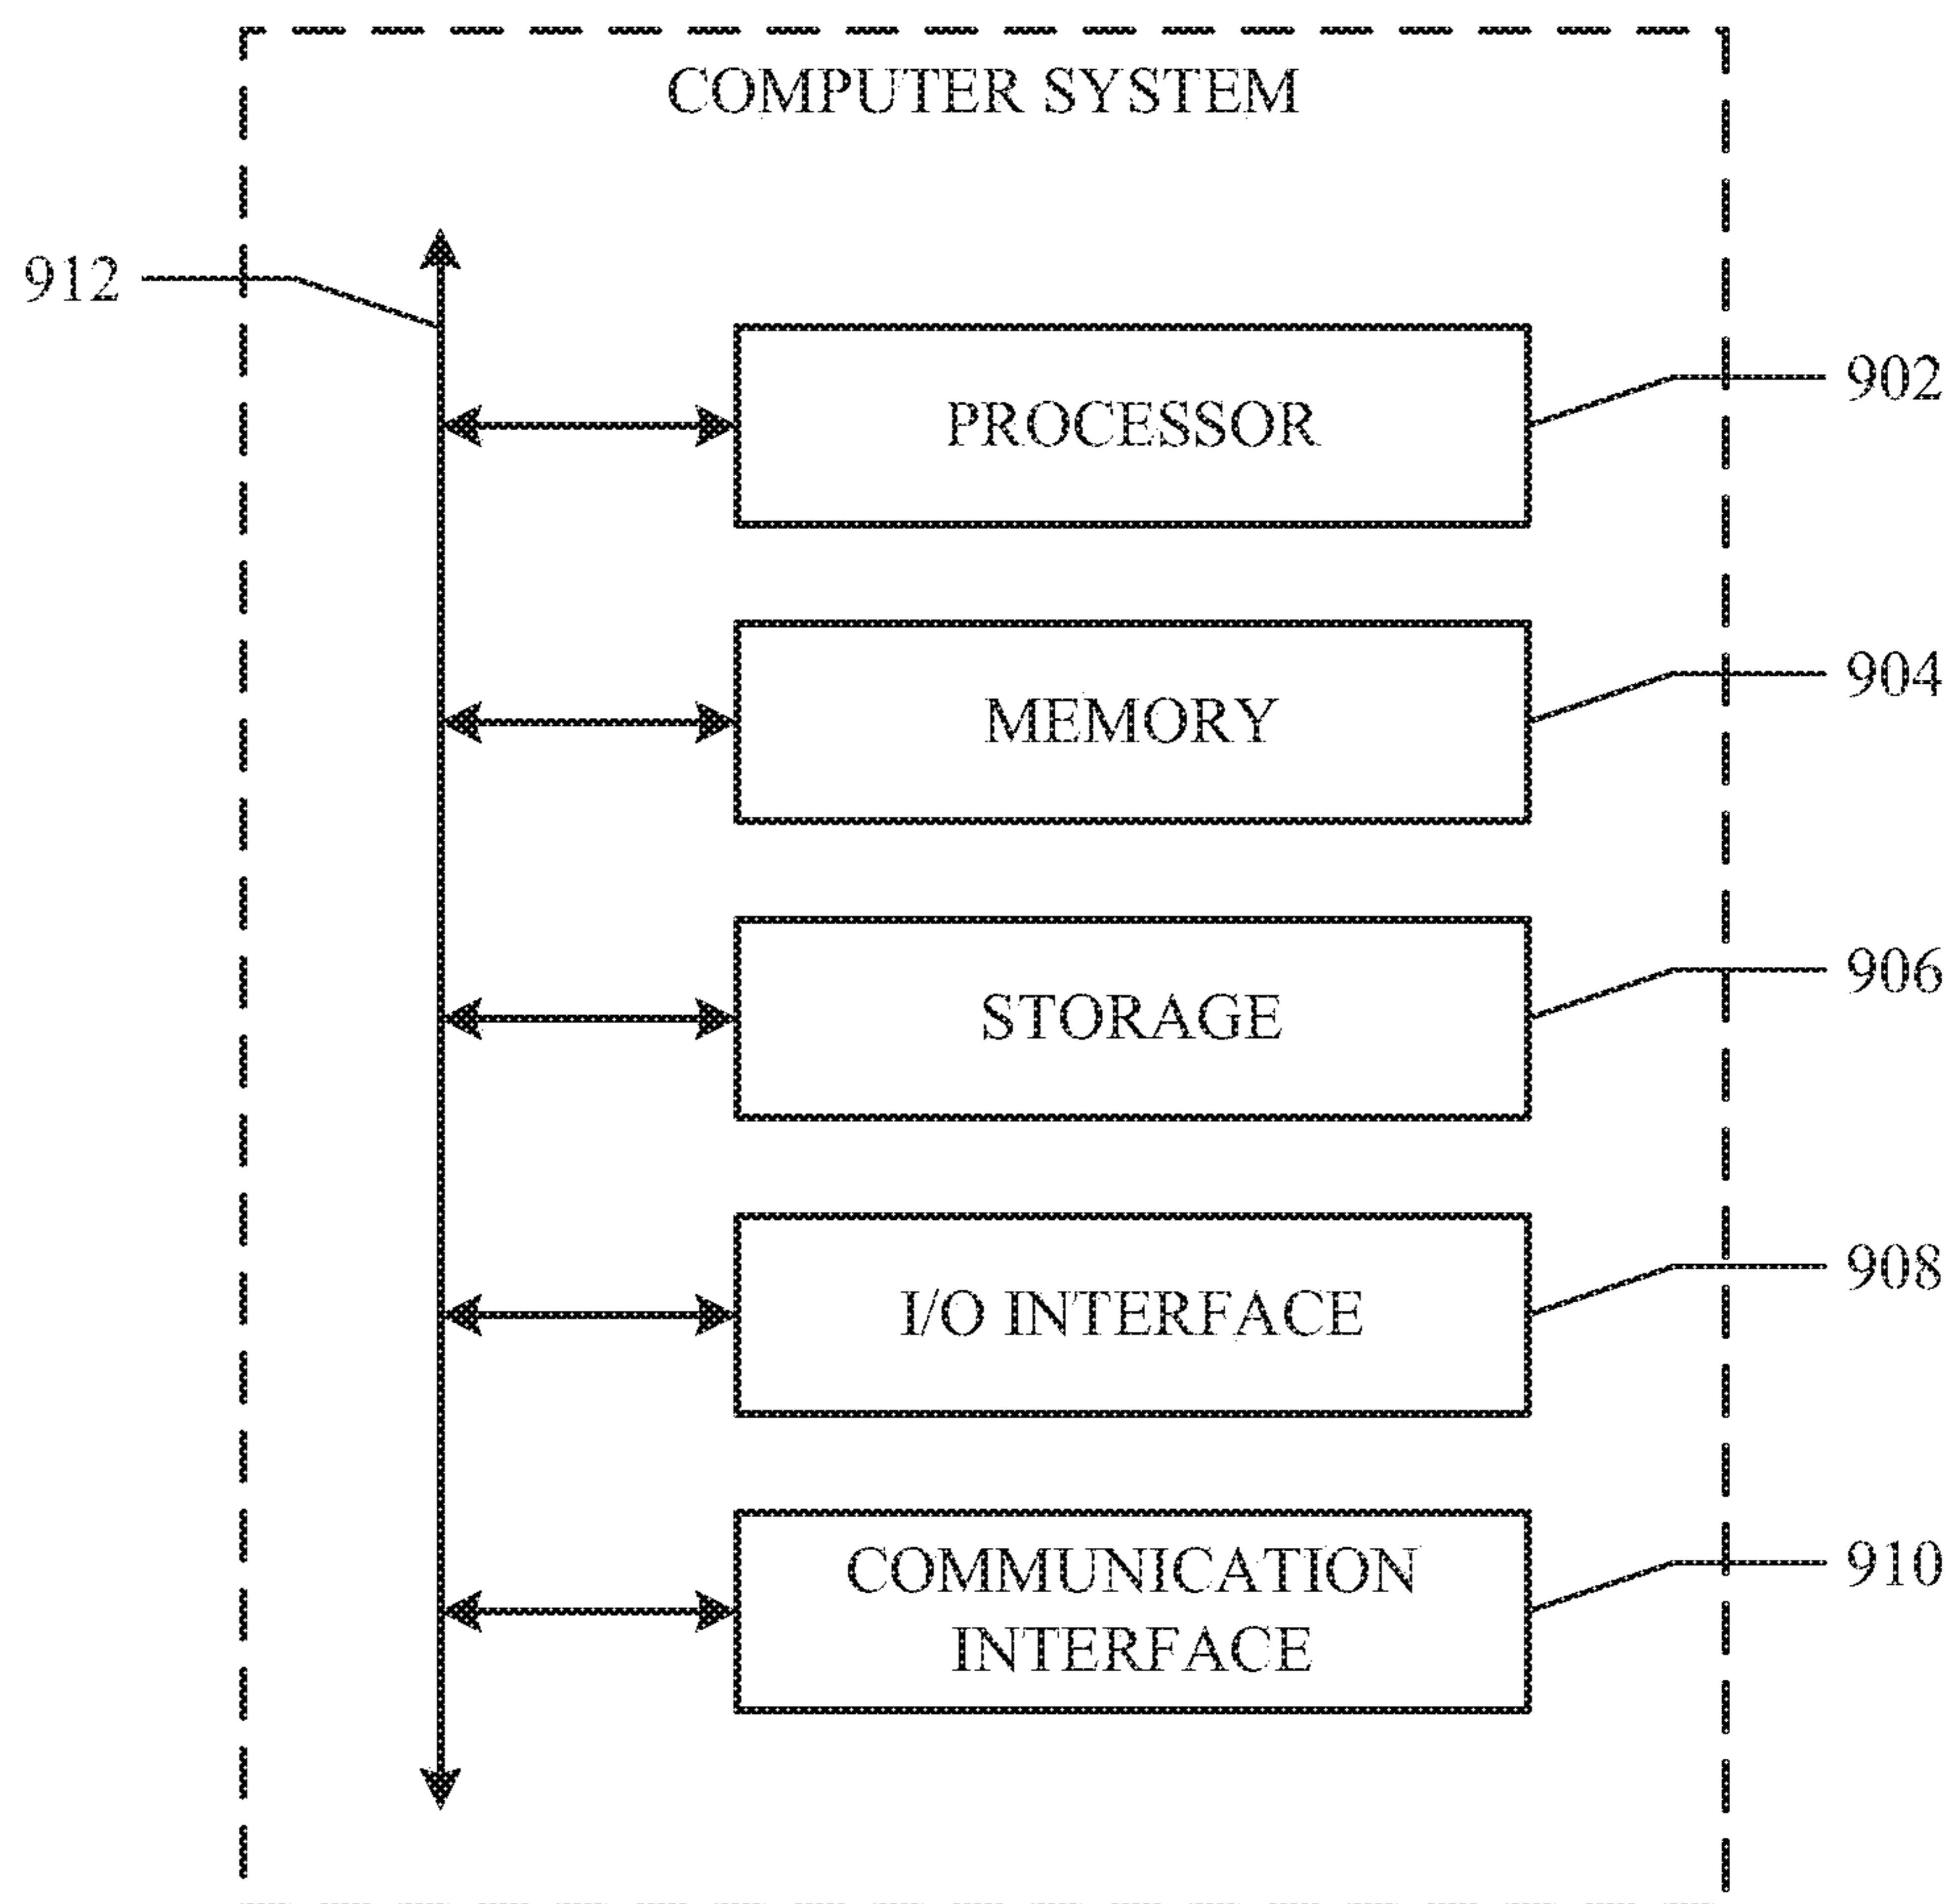 COMPUTER SYSTEM
912
PROCESSOR
902
MEMORY
904
STORAGE
906
I/O INTERFACE
908
COMMUNICATION
INTERFACE
910